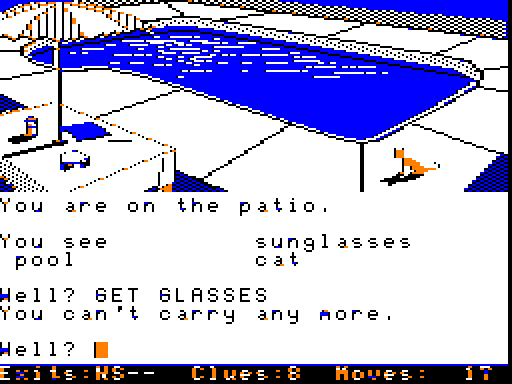 You are on the patio.
You see sunglasses
pool cat
Well? GET GLASSES
You can't carry any more.
Well?
Exits:NS-- Clues:8 Moves: 17